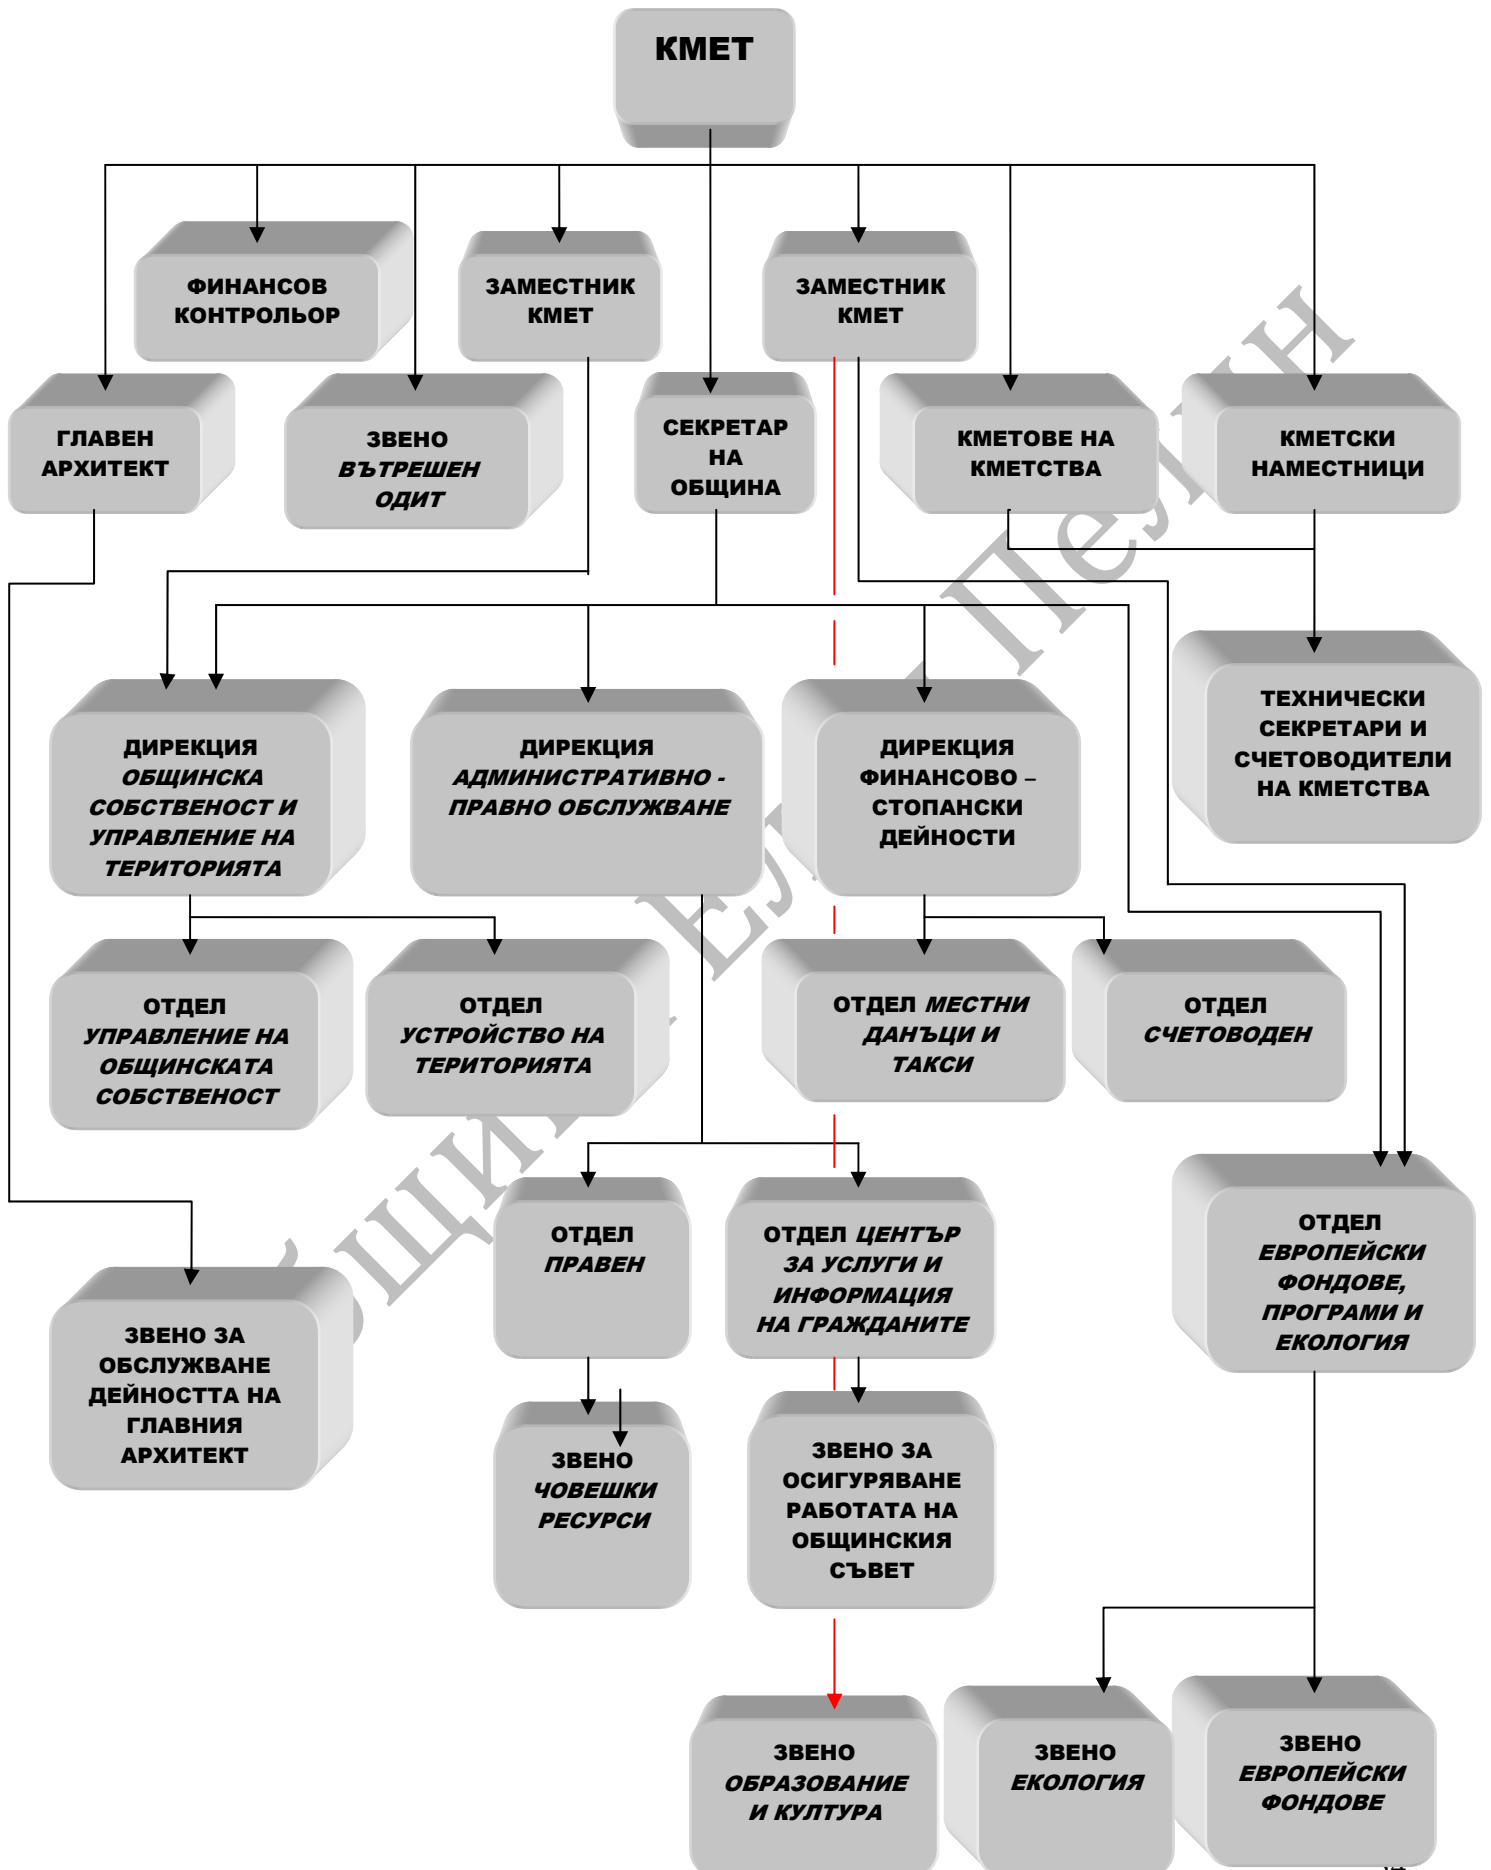 КМЕТ
ФИНАНСОВ
КОНТРОЛЬОР
ЗАМЕСТНИК
КМЕТ
ЗАМЕСТНИК
КМЕТ
ГЛАВЕН
АРХИТЕКТ
ЗВЕНО
ВЪТРЕШЕН
ОДИТ
СЕКРЕТАР
НА
ОБЩИНА
КМЕТОВЕ НА
КМЕТСТВА
КМЕТСКИ
НАМЕСТНИЦИ
ТЕХНИЧЕСКИ
СЕКРЕТАРИ И
СЧЕТОВОДИТЕЛИ
НА КМЕТСТВА
ДИРЕКЦИЯ
ОБЩИНСКА
СОБСТВЕНОСТ И
УПРАВЛЕНИЕ НА
ТЕРИТОРИЯТА
ДИРЕКЦИЯ
АДМИНИСТРАТИВНО -
ПРАВНО ОБСЛУЖВАНЕ
ДИРЕКЦИЯ
ФИНАНСОВО –
СТОПАНСКИ
ДЕЙНОСТИ
ОТДЕЛ
УПРАВЛЕНИЕ НА
ОБЩИНСКАТА
СОБСТВЕНОСТ
ОТДЕЛ
УСТРОЙСТВО НА
ТЕРИТОРИЯТА
ОТДЕЛ МЕСТНИ
ДАНЪЦИ И
ТАКСИ
ОТДЕЛ
СЧЕТОВОДЕН
ОТДЕЛ
ПРАВЕН
ОТДЕЛ ЦЕНТЪР
ЗА УСЛУГИ И
ИНФОРМАЦИЯ
НА ГРАЖДАНИТЕ
ОТДЕЛ
ЕВРОПЕЙСКИ
ФОНДОВЕ,
ПРОГРАМИ И
ЕКОЛОГИЯ
ЗВЕНО ЗА
ОБСЛУЖВАНЕ
ДЕЙНОСТТА НА
ГЛАВНИЯ
АРХИТЕКТ
ЗВЕНО
ЧОВЕШКИ
РЕСУРСИ
ЗВЕНО ЗА
ОСИГУРЯВАНЕ
РАБОТАТА НА
ОБЩИНСКИЯ
СЪВЕТ
ЗВЕНО
ОБРАЗОВАНИЕ
И КУЛТУРА
ЗВЕНО
ЕКОЛОГИЯ
ЗВЕНО
ЕВРОПЕЙСКИ
ФОНДОВЕ